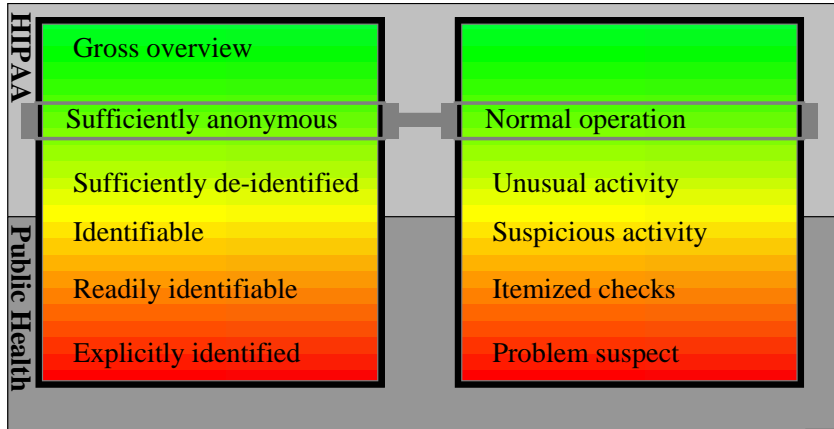 HIPAA
Public Health
Gross overview
Sufficiently anonymous
Sufficiently de-identified
Identifiable
Readily identifiable
Explicitly identified
Normal operation
Unusual activity
Suspicious activity
Itemized checks
Problem suspect